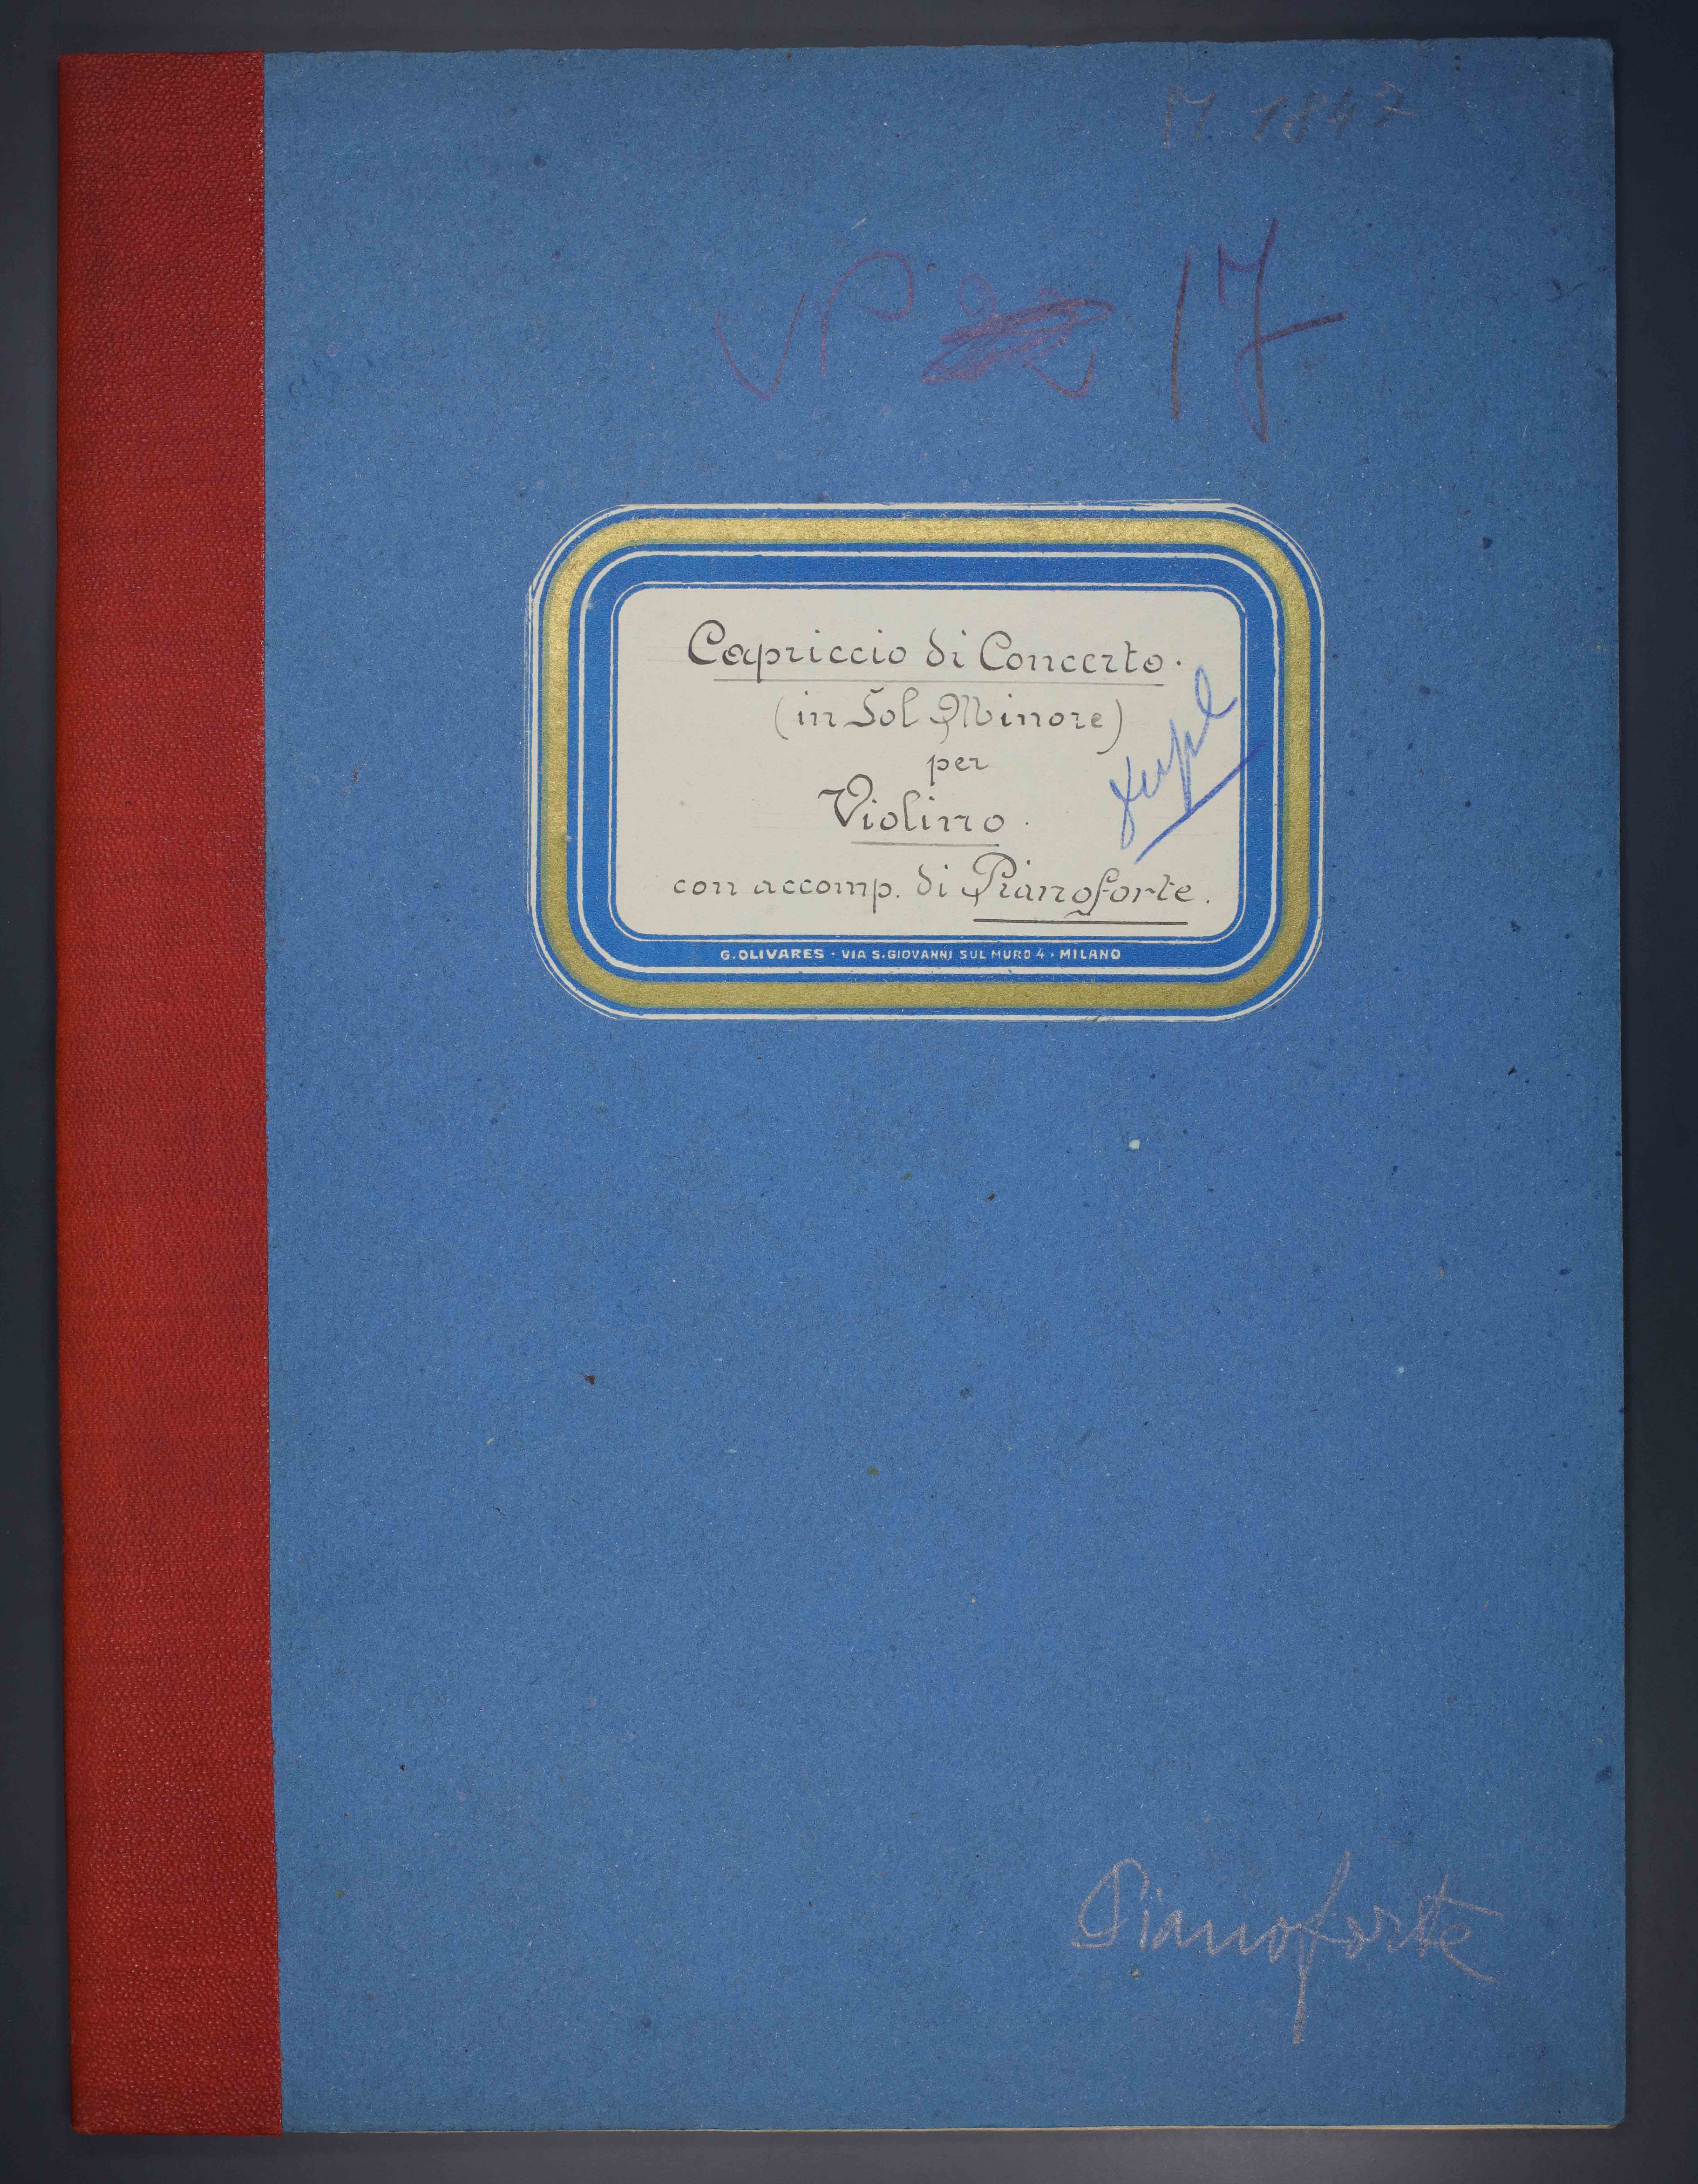 M 1847
VP 17
Capriccio di Concerto.
(in Sol Minore)
per
Violino.
con accomp. di Pianoforte.
G. OLIVARES · VIA S. GIOVANNI SUL MURO 4 · MILANO
Pianoforte